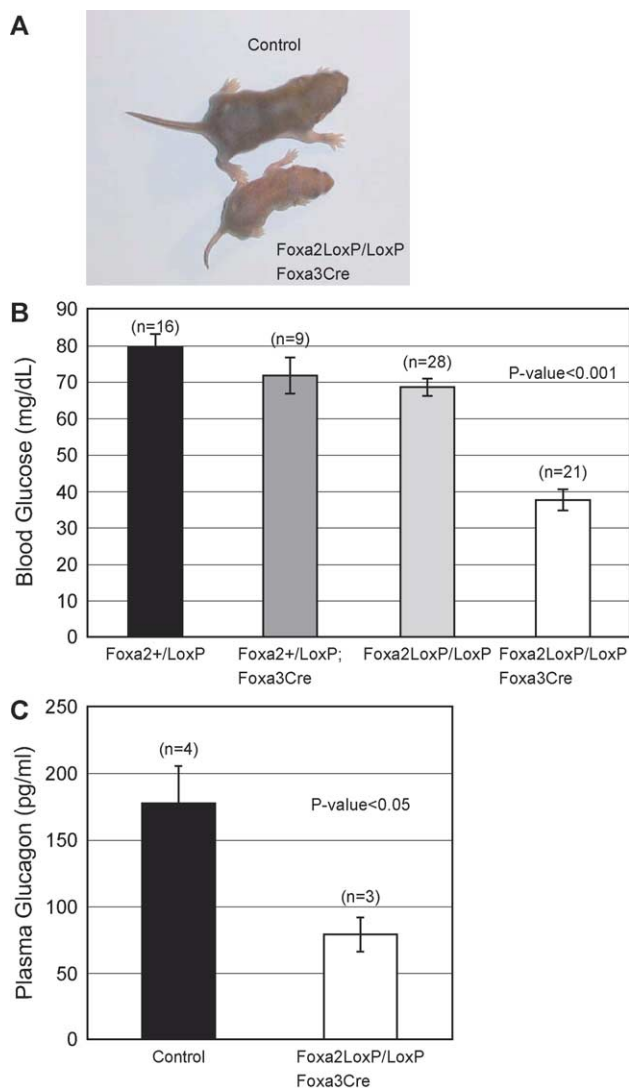 A
Control
Foxa2LoxP/LoxP
Foxa3Cre
B
Blood Glucose (mg/dL)
90
80
70
60
50
40
30
20
10
0
(n=16)
(n=9)
(n=28)
(n=21)
P-value<0.001
Foxa2+/LoxP
Foxa2+/LoxP;
Foxa3Cre
Foxa2LoxP/LoxP
Foxa2LoxP/LoxP
Foxa3Cre
C
Plasma Glucagon (pg/ml)
250
200
150
100
50
0
(n=4)
(n=3)
P-value<0.05
Control
Foxa2LoxP/LoxP
Foxa3Cre